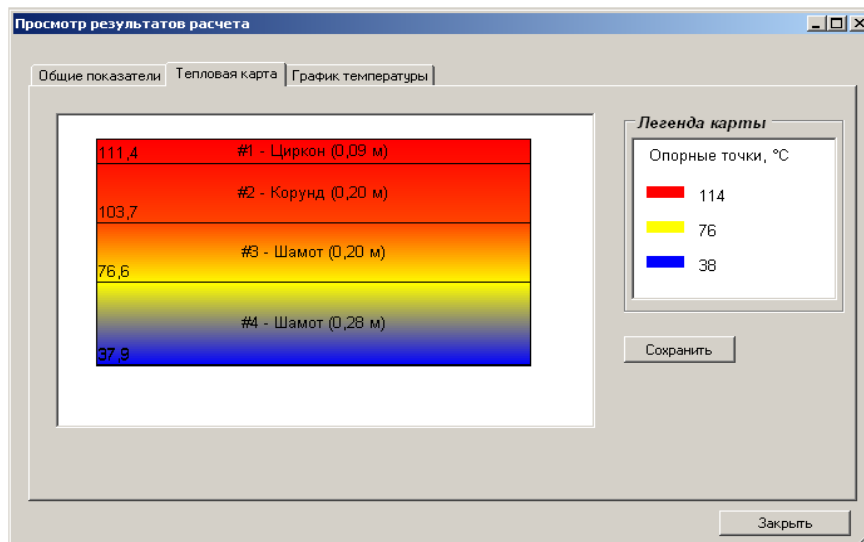 Просмотр результатов расчета
Общие показатели Тепловая карта График температуры
111,4 #1 - Циркон (0,09 м)
#2 - Корунд (0,20 м)
103,7
#3 - Шамот (0,20 м)
76,6
#4 - Шамот (0,28 м)
37,9
Легенда карты
Опорные точки, °C
114
76
38
Сохранить
Закрыть